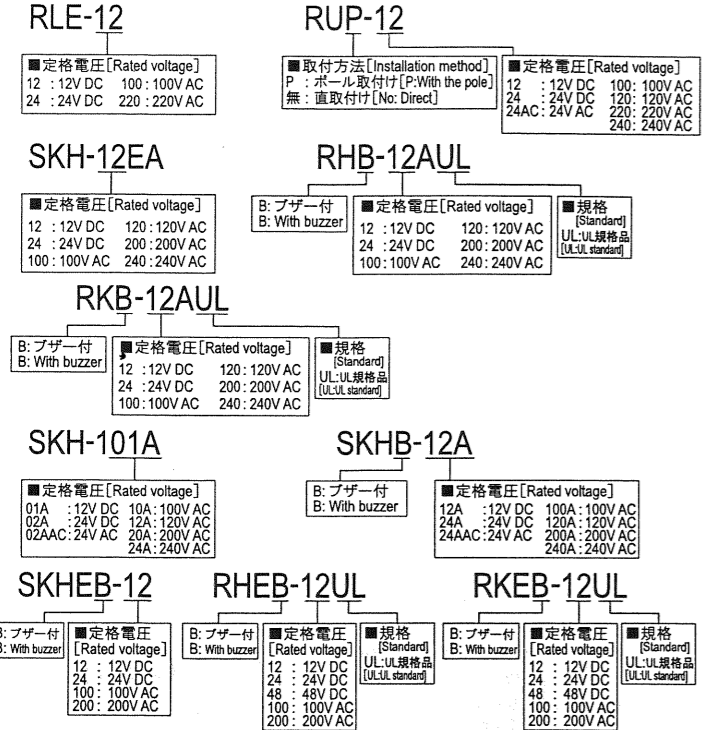 RLE-12
■定格電圧[Rated voltage]
12 : 12V DC 100 : 100V AC
24 : 24V DC 220 : 220V AC
RUP-12
■取付方法[Installation method]
P : ポール取付け[P:With the pole]
無 : 直取付け[No: Direct]
■定格電圧[Rated voltage]
12 : 12V DC 100: 100V AC
24 : 24V DC 120: 120V AC
24AC: 24V AC 220: 220V AC
240: 240V AC
SKH-12EA
■定格電圧[Rated voltage]
12 : 12V DC 120 : 120V AC
24 : 24V DC 200 : 200V AC
100 : 100V AC 240 : 240V AC
RHB-12AUL
B: ブザー付
B: With buzzer
■定格電圧[Rated voltage]
12 : 12V DC 120 : 120V AC
24 : 24V DC 200 : 200V AC
100 : 100V AC 240 : 240V AC
■規格
[Standard]
UL:UL規格品
[UL:UL standard]
RKB-12AUL
B: ブザー付
B: With buzzer
■定格電圧[Rated voltage]
12 : 12V DC 120 : 120V AC
24 : 24V DC 200 : 200V AC
100 : 100V AC 240 : 240V AC
■規格
[Standard]
UL:UL規格品
[UL:UL standard]
SKH-101A
■定格電圧[Rated voltage]
01A : 12V DC 10A : 100V AC
02A : 24V DC 12A : 120V AC
02AAC : 24V AC 20A : 200V AC
24A : 240V AC
SKHB-12A
B: ブザー付
B: With buzzer
■定格電圧[Rated voltage]
12A : 12V DC 100A : 100V AC
24A : 24V DC 120A : 120V AC
24AAC : 24V AC 200A : 200V AC
240A : 240V AC
SKHEB-12
B: ブザー付
B: With buzzer
■定格電圧
[Rated voltage]
12 : 12V DC
24 : 24V DC
100 : 100V AC
200 : 200V AC
RHEB-12UL
B: ブザー付
B: With buzzer
■定格電圧
[Rated voltage]
12 : 12V DC
24 : 24V DC
48 : 48V DC
100 : 100V AC
200 : 200V AC
■規格
[Standard]
UL:UL規格品
[UL:UL standard]
RKEB-12UL
B: ブザー付
B: With buzzer
■定格電圧
[Rated voltage]
12 : 12V DC
24 : 24V DC
48 : 48V DC
100 : 100V AC
200 : 200V AC
■規格
[Standard]
UL:UL規格品
[UL:UL standard]